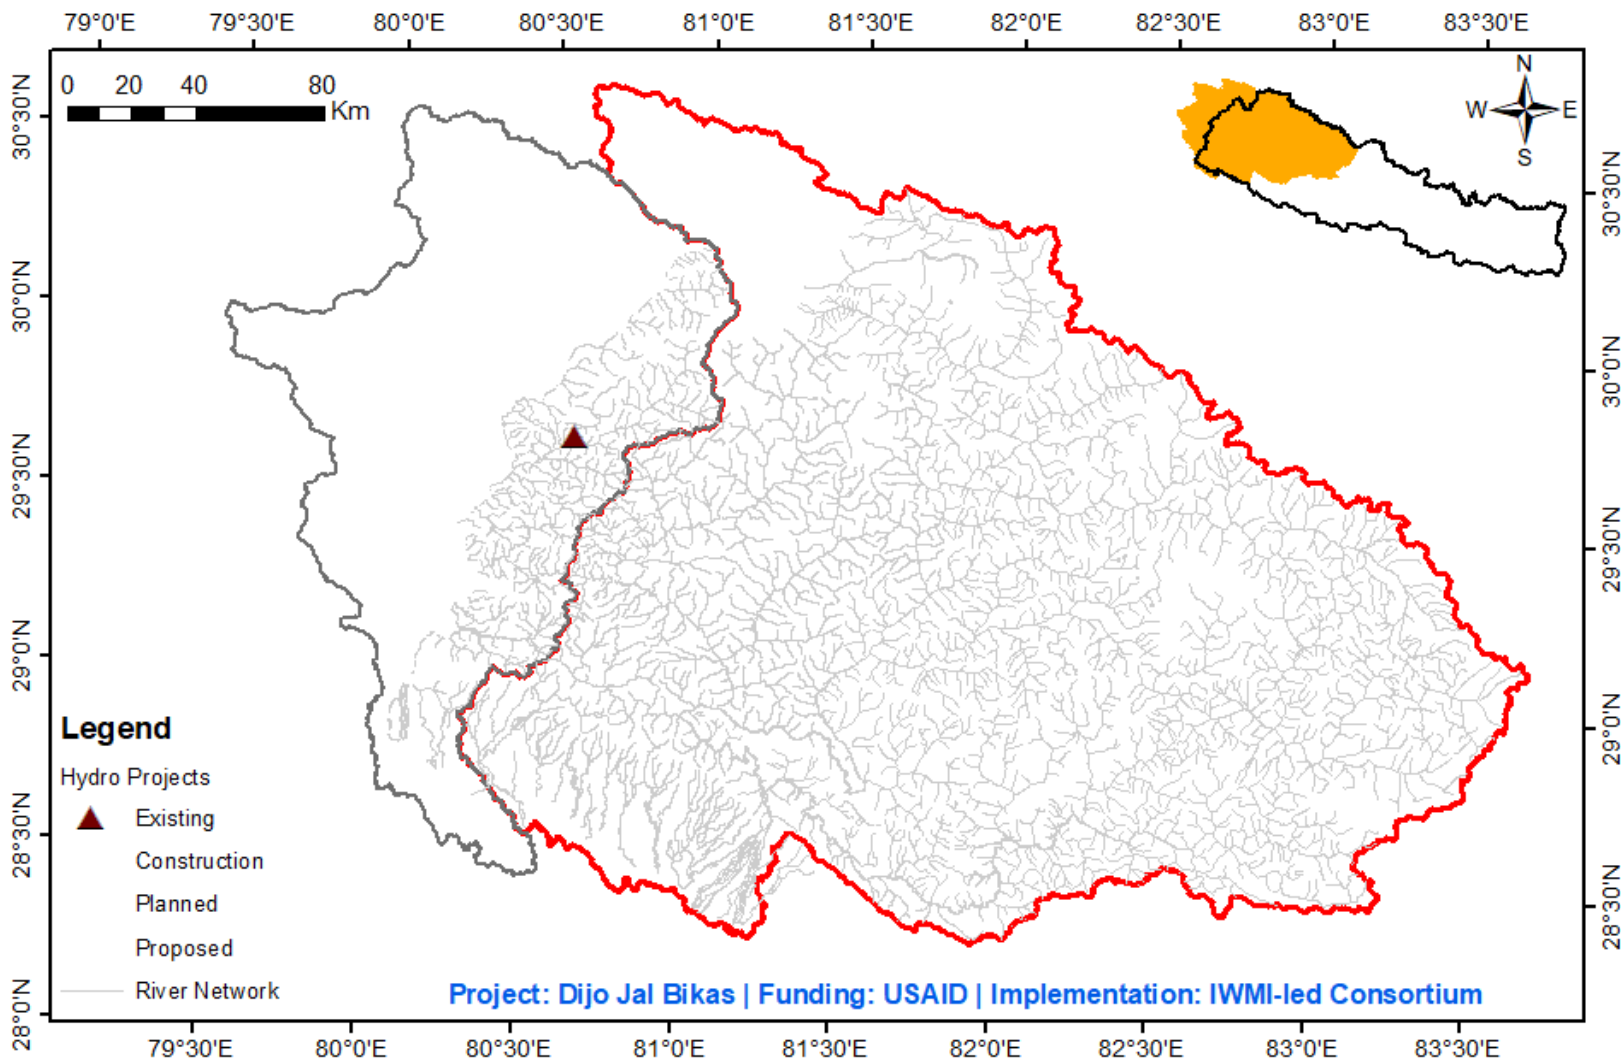 79°0'E 79°30'E 80°0'E 80°30'E 81°0'E 81°30'E 82°0'E 82°30'E 83°0'E 83°30'E
0 20 40 80
Km
N
W E
S
30°30'N
30°0'N
29°30'N
29°0'N
28°30'N
28°0'N
30°30'N
30°0'N
29°30'N
29°0'N
28°30'N
Legend
Hydro Projects
Existing
Construction
Planned
Proposed
River Network
Project: Dijo Jal Bikas | Funding: USAID | Implementation: IWMI-led Consortium
79°30'E 80°0'E 80°30'E 81°0'E 81°30'E 82°0'E 82°30'E 83°0'E 83°30'E